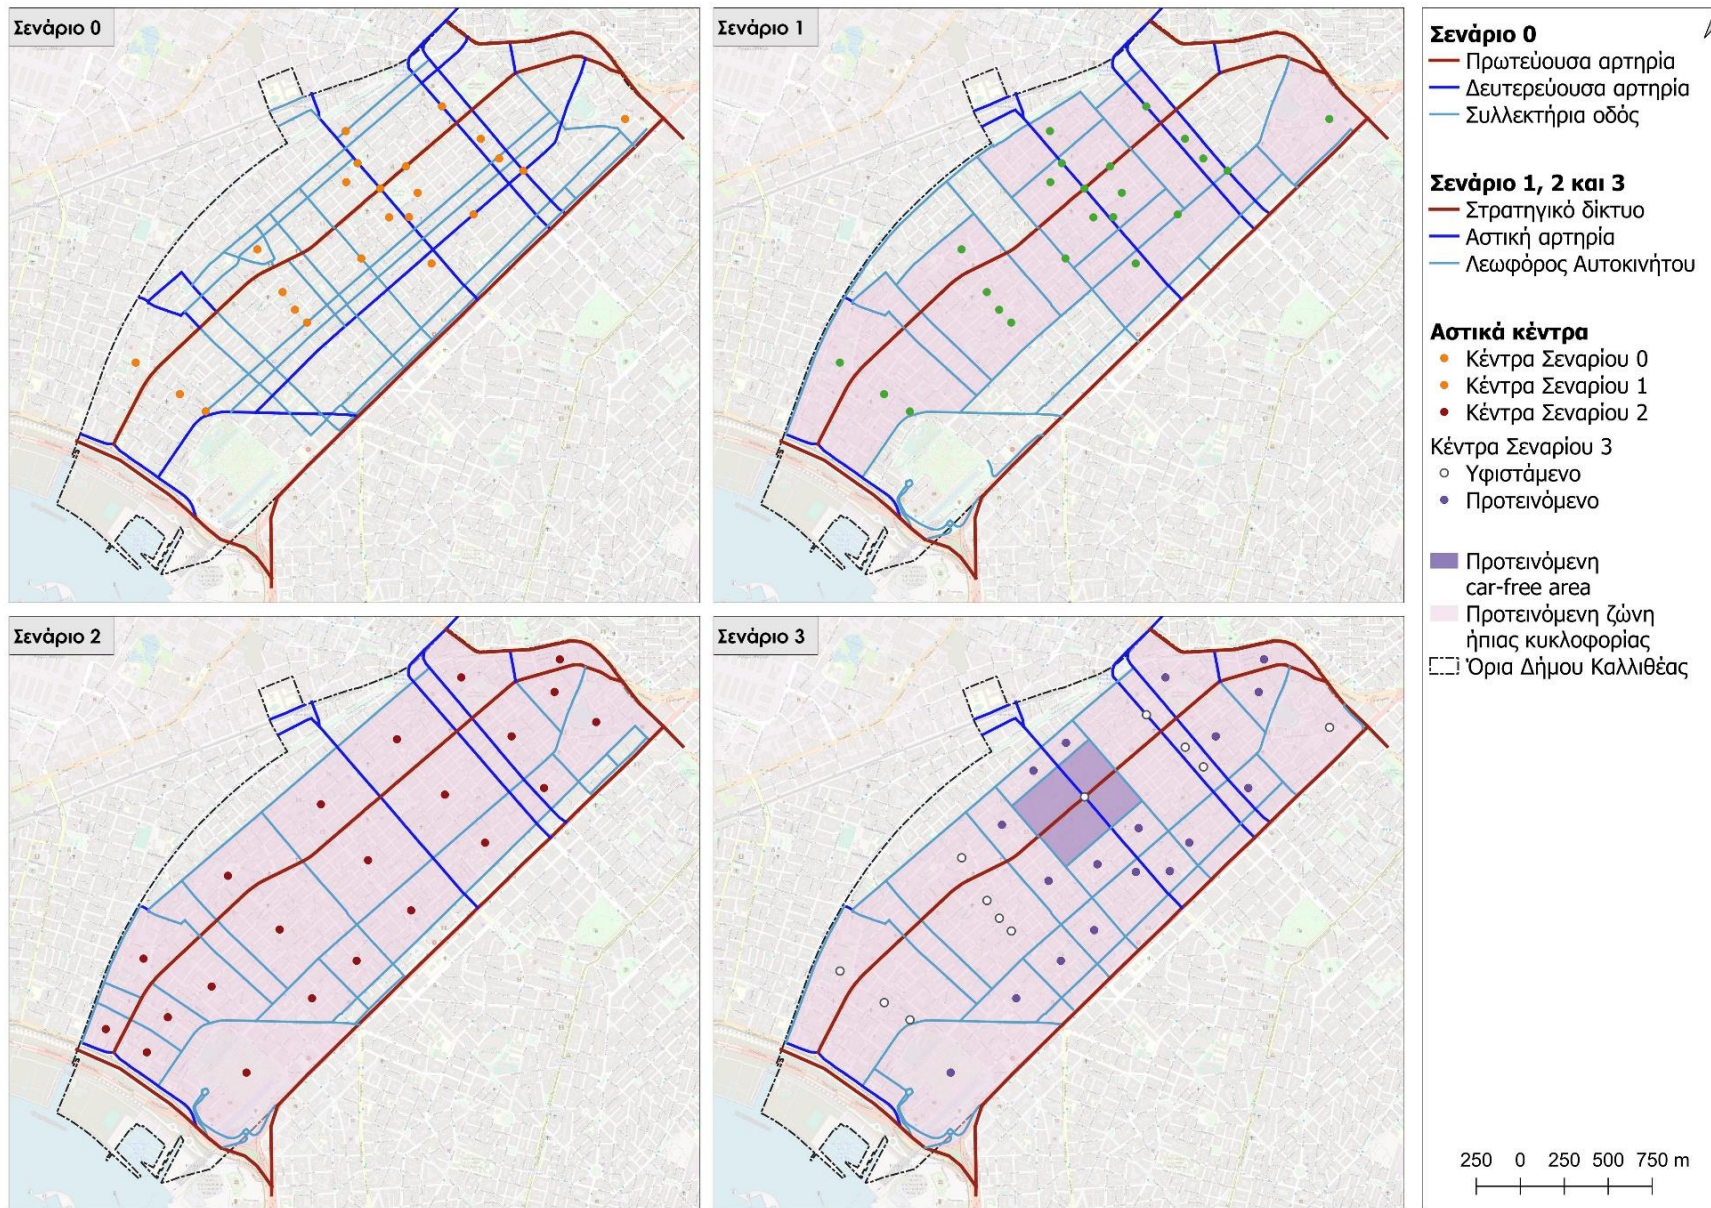 Σενάριο 0
Σενάριο 1
Σενάριο 2
Σενάριο 3
Σενάριο 0
Πρωτεύουσα αρτηρία
Δευτερεύουσα αρτηρία
Συλλεκτήρια οδός
Σενάριο 1, 2 και 3
Στρατηγικό δίκτυο
Αστική αρτηρία
Λεωφόρος Αυτοκινήτου
Αστικά κέντρα
Κέντρα Σεναρίου 0
Κέντρα Σεναρίου 1
Κέντρα Σεναρίου 2
Κέντρα Σεναρίου 3
Υφιστάμενο
Προτεινόμενο
Προτεινόμενη
car-free area
Προτεινόμενη ζώνη
ήπιας κυκλοφορίας
Όρια Δήμου Καλλιθέας
250 0 250 500 750 m